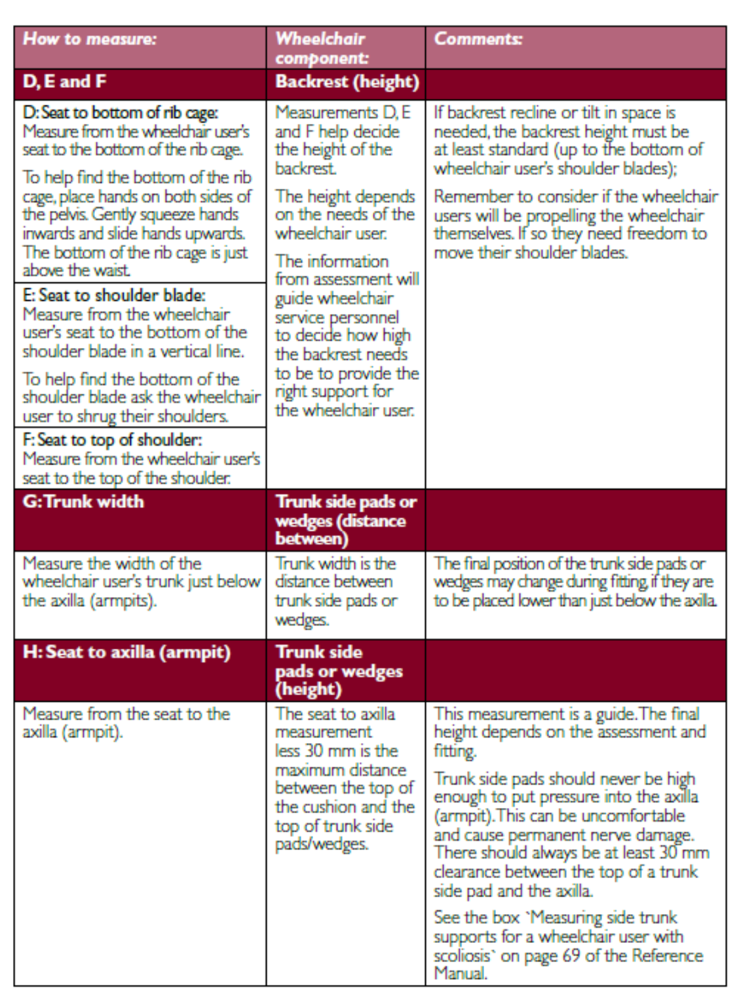 How to measure:
Wheelchair
component:
Comments:
D, E and F
Backrest (height)
D: Seat to bottom of rib cage:
Measure from the wheelchair user's
seat to the bottom of the rib cage.
To help find the bottom of the rib
cage, place hands on both sides of
the pelvis. Gently squeeze hands
inwards and slide hands upwards.
The bottom of the rib cage is just
above the waist.
E: Seat to shoulder blade:
Measure from the wheelchair
user's seat to the bottom of the
shoulder blade in a vertical line.
To help find the bottom of the
shoulder blade ask the wheelchair
user to shrug their shoulders.
F: Seat to top of shoulder:
Measure from the wheelchair user's
seat to the top of the shoulder.
Measurements D, E
and F help decide
the height of the
backrest.
The height depends
on the needs of the
wheelchair user.
The information
from assessment will
guide wheelchair
service personnel
to decide how high
the backrest needs
to be to provide the
right support for
the wheelchair user.
If backrest recline or tilt in space is
needed, the backrest height must be
at least standard (up to the bottom of
wheelchair user's shoulder blades);
Remember to consider if the wheelchair
users will be propelling the wheelchair
themselves. If so they need freedom to
move their shoulder blades.
G: Trunk width
Trunk side pads or
wedges (distance
between)
Measure the width of the
wheelchair user's trunk just below
the axilla (armpits).
Trunk width is the
distance between
trunk side pads or
wedges.
The final position of the trunk side pads or
wedges may change during fitting, if they are
to be placed lower than just below the axilla.
H: Seat to axilla (armpit)
Trunk side
pads or wedges
(height)
Measure from the seat to the
axilla (armpit).
The seat to axilla
measurement
less 30 mm is the
maximum distance
between the top of
the cushion and the
top of trunk side
pads/wedges.
This measurement is a guide. The final
height depends on the assessment and
fitting.
Trunk side pads should never be high
enough to put pressure into the axilla
(armpit). This can be uncomfortable
and cause permanent nerve damage.
There should always be at least 30 mm
clearance between the top of a trunk
side pad and the axilla.
See the box `Measuring side trunk
supports for a wheelchair user with
scoliosis` on page 69 of the Reference
Manual.